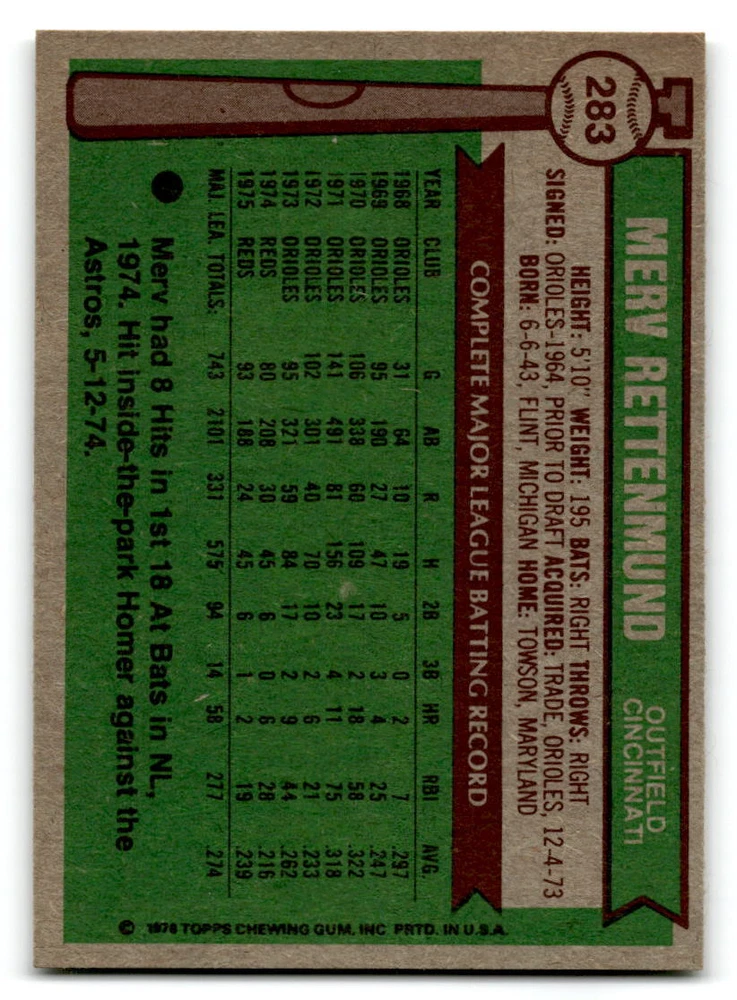 283
MERV RETTENMUND
OUTFIELD
CINCINNATI
HEIGHT: 5'10" WEIGHT: 195 BATS: RIGHT THROWS: RIGHT
SIGNED: ORIOLES-1964, PRIOR TO DRAFT ACQUIRED: TRADE, ORIOLES, 12-4-73
BORN: 6-6-43, FLINT, MICHIGAN HOME: TOWSON, MARYLAND
COMPLETE MAJOR LEAGUE BATTING RECORD
YEAR CLUB G AB R H 2B 3B HR RBI AVG.
1968 ORIOLES 31 64 10 19 5 0 2 7 .297
1969 ORIOLES 95 190 27 47 10 3 4 25 .247
1970 ORIOLES 106 338 60 109 17 2 18 58 .322
1971 ORIOLES 141 491 81 156 23 4 11 75 .318
1972 ORIOLES 102 301 40 70 10 2 6 21 .233
1973 ORIOLES 95 321 59 84 17 2 9 44 .262
1974 REDS 80 208 30 45 6 0 6 28 .216
1975 REDS 93 188 24 45 6 1 2 19 .239
MAJ. LEA. TOTALS: 743 2101 331 575 94 14 58 277 .274
Merv had 8 Hits in 1st 18 At Bats in NL,
1974. Hit inside-the-park Homer against the
Astros, 5-12-74.
© 1976 TOPPS CHEWING GUM, INC PRTD. IN U.S.A.